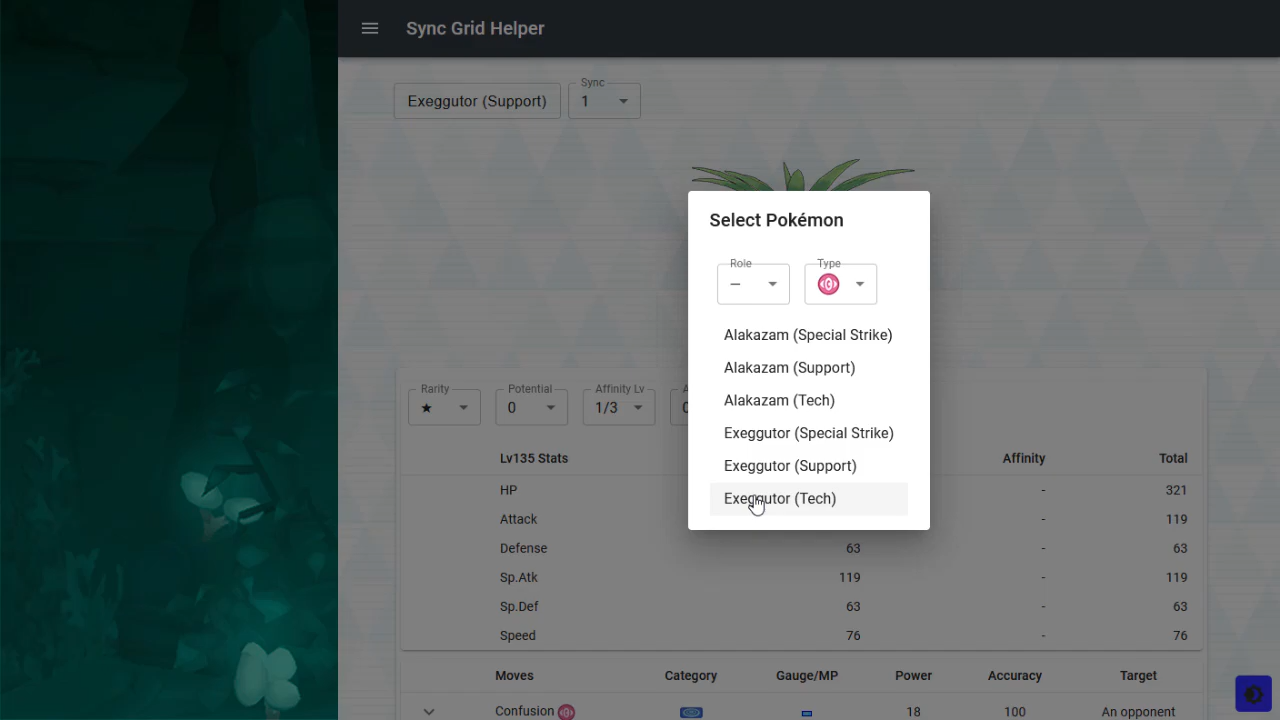 Sync Grid Helper
Exeggutor (Support)
Sync
1
Select Pokémon
Role
–
Type
Alakazam (Special Strike)
Alakazam (Support)
Alakazam (Tech)
Exeggutor (Special Strike)
Exeggutor (Support)
Exeggutor (Tech)
Rarity
★
Potential
0
Affinity Lv
1/3
Lv135 Stats
Affinity
Total
HP
-
321
Attack
-
119
Defense
63
-
63
Sp.Atk
119
-
119
Sp.Def
63
-
63
Speed
76
-
76
Moves
Category
Gauge/MP
Power
Accuracy
Target
Confusion
18
100
An opponent